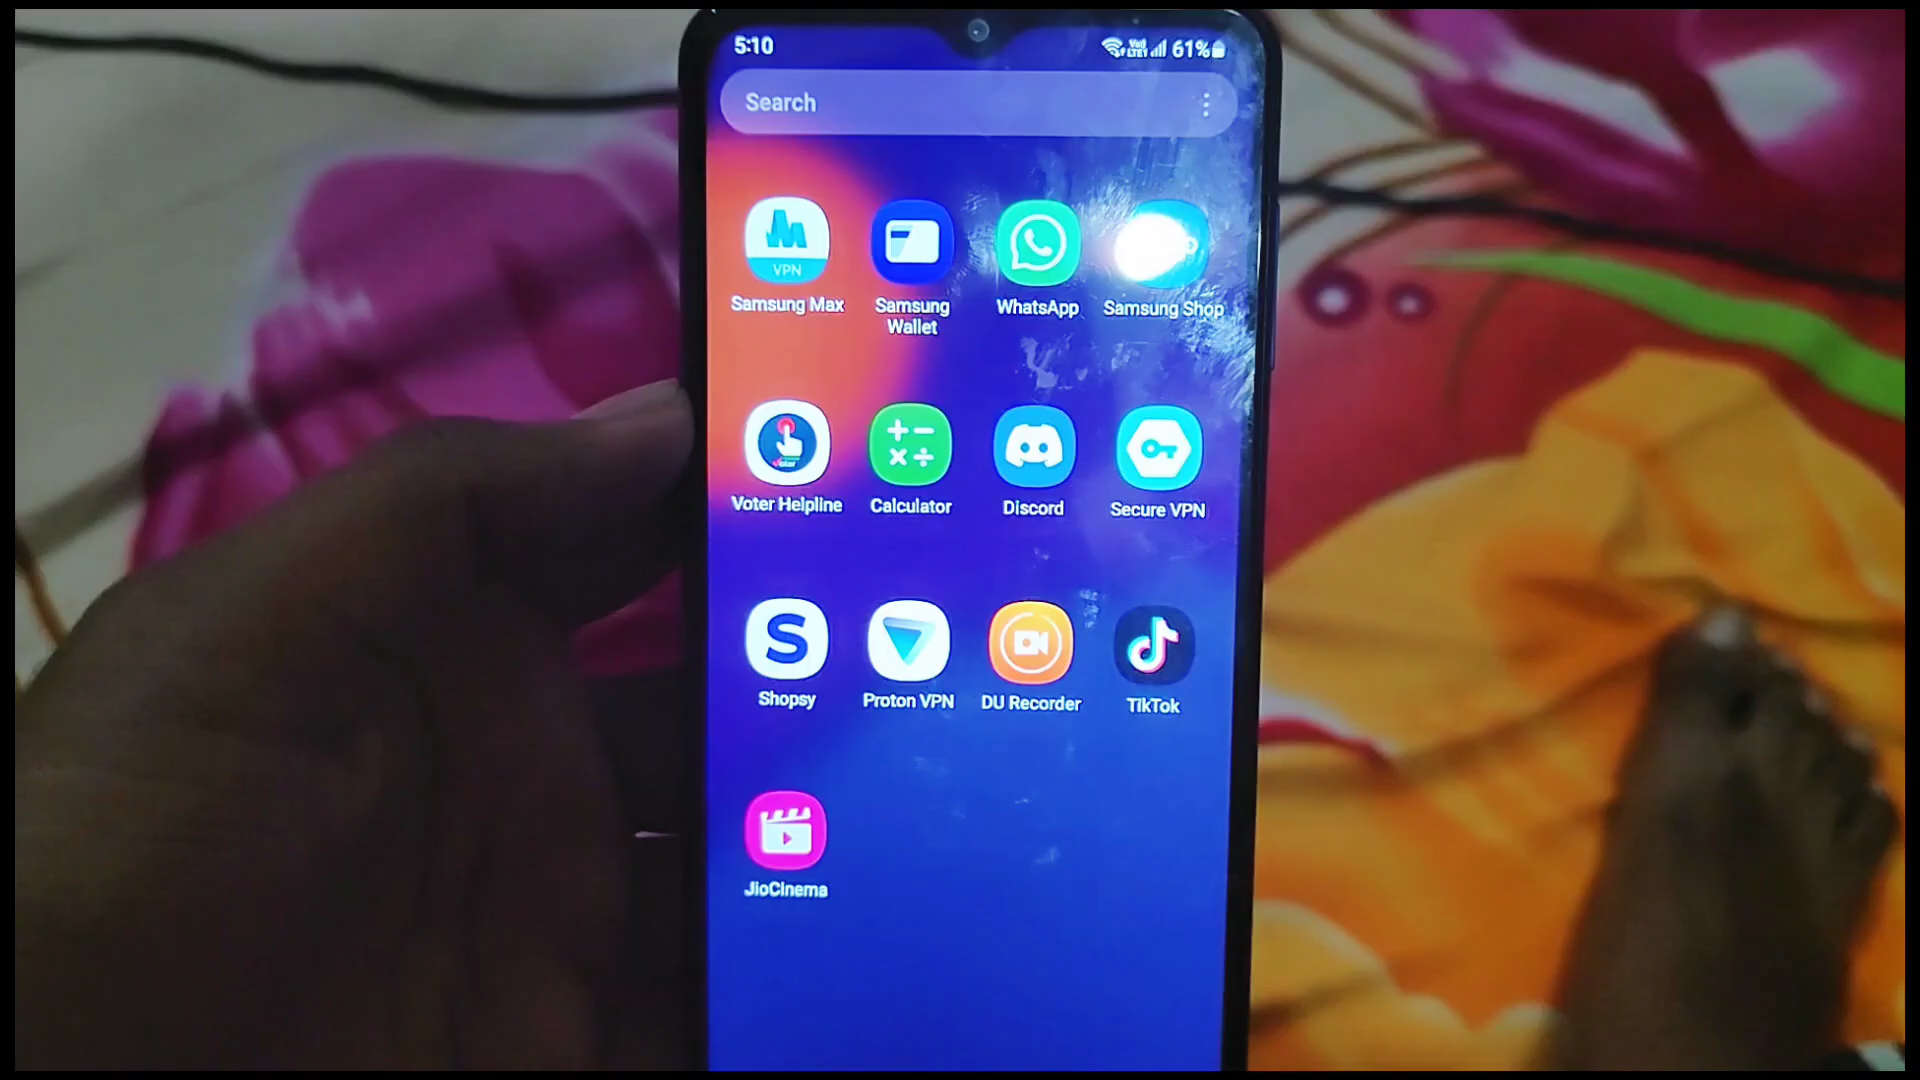 5:10
61%
Search
VPN
Samsung Max
Samsung
Wallet
WhatsApp
Samsung Shop
Voter Helpline
Calculator
Discord
Secure VPN
S
Shopsy
Proton VPN
DU Recorder
TikTok
JioCinema